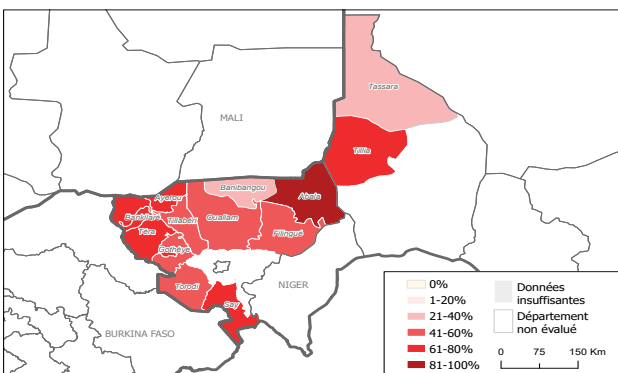 Tassara
MALI
Tillia
Banibangou
Abala
Ayerou
Bankilaré
Tillabéri
Ouallam
Téra
Filingué
Gothèye
Torodi
Say
NIGER
BURKINA FASO
0%
1-20%
21-40%
41-60%
61-80%
81-100%
Données
insuffisantes
Département
non évalué
0 75 150 Km